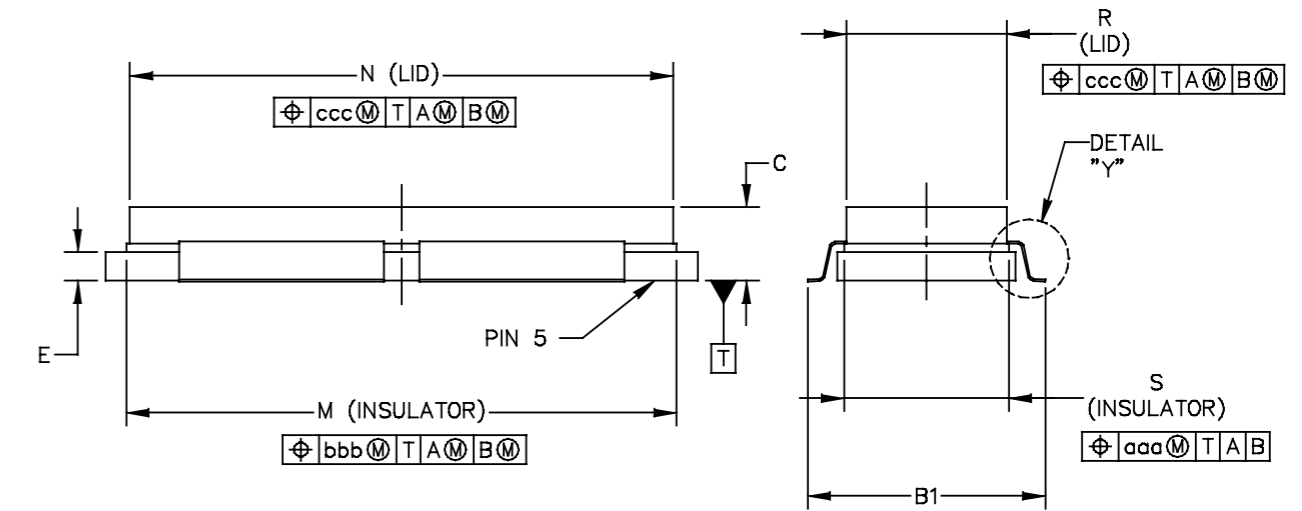 N (LID)
⌖ ccc Ⓜ T A Ⓜ B Ⓜ
R
(LID)
⌖ ccc Ⓜ T A Ⓜ B Ⓜ
DETAIL
"Y"
C
E
PIN 5
T
M (INSULATOR)
⌖ bbb Ⓜ T A Ⓜ B Ⓜ
S
(INSULATOR)
⌖ aaa Ⓜ T A B
B1